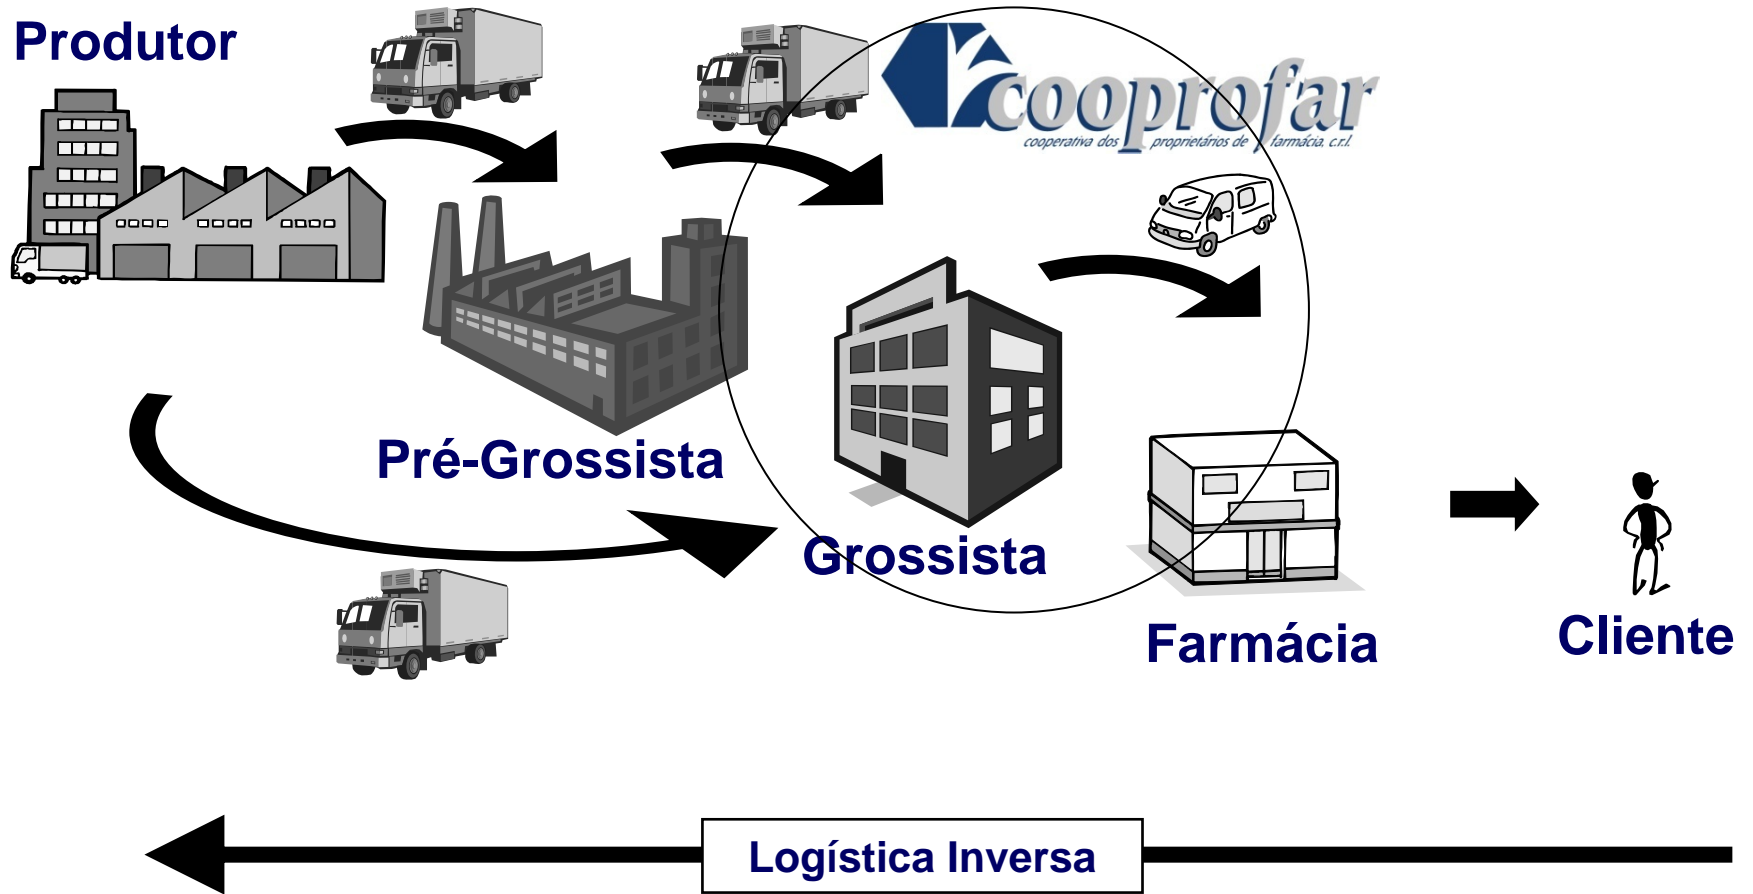 Produtor
cooprofar
cooperativa dos proprietários de farmácia. c.r.l.
Pré-Grossista
Grossista
Farmácia
Cliente
Logística Inversa